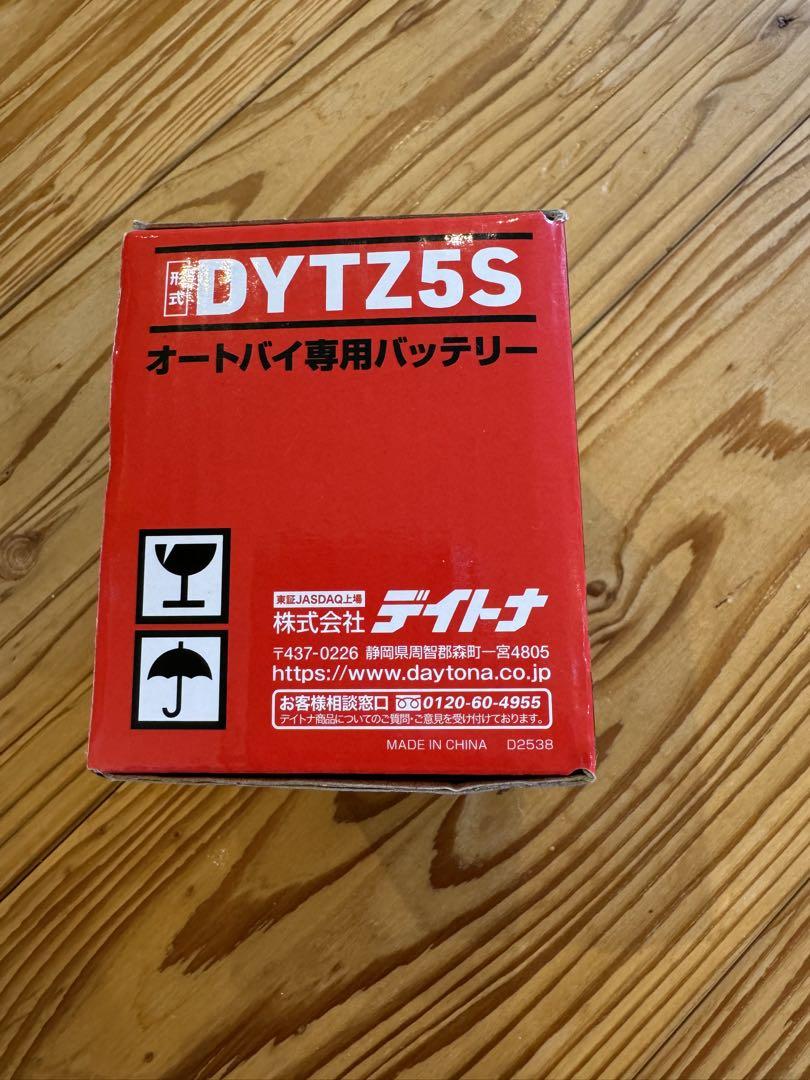 形式 DYTZ5S
オートバイ専用バッテリー
東証JASDAQ上場
株式会社 デイトナ
〒437-0226 静岡県周智郡森町一宮4805
https://www.daytona.co.jp
お客様相談窓口 0120-60-4955
デイトナ商品についてのご質問・ご意見を受け付けております。
MADE IN CHINA D2538